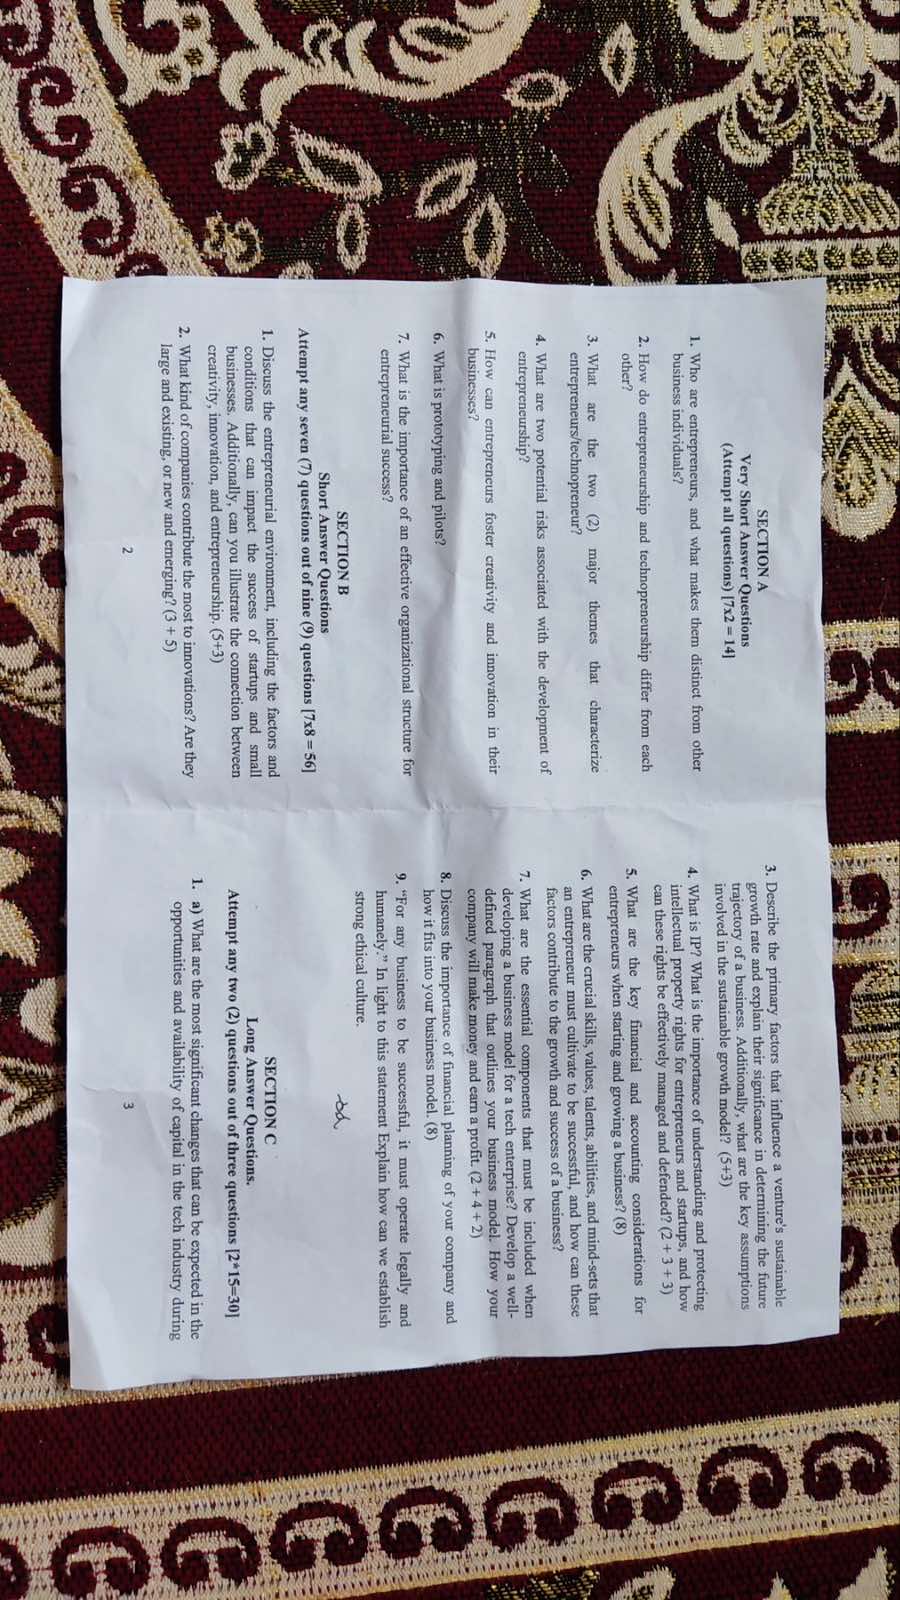 SECTION A
Very Short Answer Questions
(Attempt all questions) [7x2 = 14]
1. Who are entrepreneurs, and what makes them distinct from other
business individuals?
2. How do entrepreneurship and technopreneurship differ from each
other?
3. What are the two (2) major themes that characterize
entrepreneurs/technopreneur?
4. What are two potential risks associated with the development of
entrepreneurship?
5. How can entrepreneurs foster creativity and innovation in their
businesses?
6. What is prototyping and pilots?
7. What is the importance of an effective organizational structure for
entrepreneurial success?
SECTION B
Short Answer Questions
Attempt any seven (7) questions out of nine (9) questions [7x8 = 56]
1. Discuss the entrepreneurial environment, including the factors and
conditions that can impact the success of startups and small
businesses. Additionally, can you illustrate the connection between
creativity, innovation, and entrepreneurship. (5+3)
2. What kind of companies contribute the most to innovations? Are they
large and existing, or new and emerging? (3 + 5)
2
3. Describe the primary factors that influence a venture's sustainable
growth rate and explain their significance in determining the future
trajectory of a business. Additionally, what are the key assumptions
involved in the sustainable growth model? (5+3)
4. What is IP? What is the importance of understanding and protecting
intellectual property rights for entrepreneurs and startups, and how
can these rights be effectively managed and defended? (2 + 3 + 3)
5. What are the key financial and accounting considerations for
entrepreneurs when starting and growing a business? (8)
6. What are the crucial skills, values, talents, abilities, and mind-sets that
an entrepreneur must cultivate to be successful, and how can these
factors contribute to the growth and success of a business?
7. What are the essential components that must be included when
developing a business model for a tech enterprise? Develop a well-
defined paragraph that outlines your business model. How your
company will make money and earn a profit. (2 + 4 + 2)
8. Discuss the importance of financial planning of your company and
how it fits into your business model. (8)
9. “For any business to be successful, it must operate legally and
humanely.” In light to this statement Explain how can we establish
strong ethical culture.
SECTION C
Long Answer Questions.
Attempt any two (2) questions out of three questions [2*15=30]
1. a) What are the most significant changes that can be expected in the
opportunities and availability of capital in the tech industry during
3